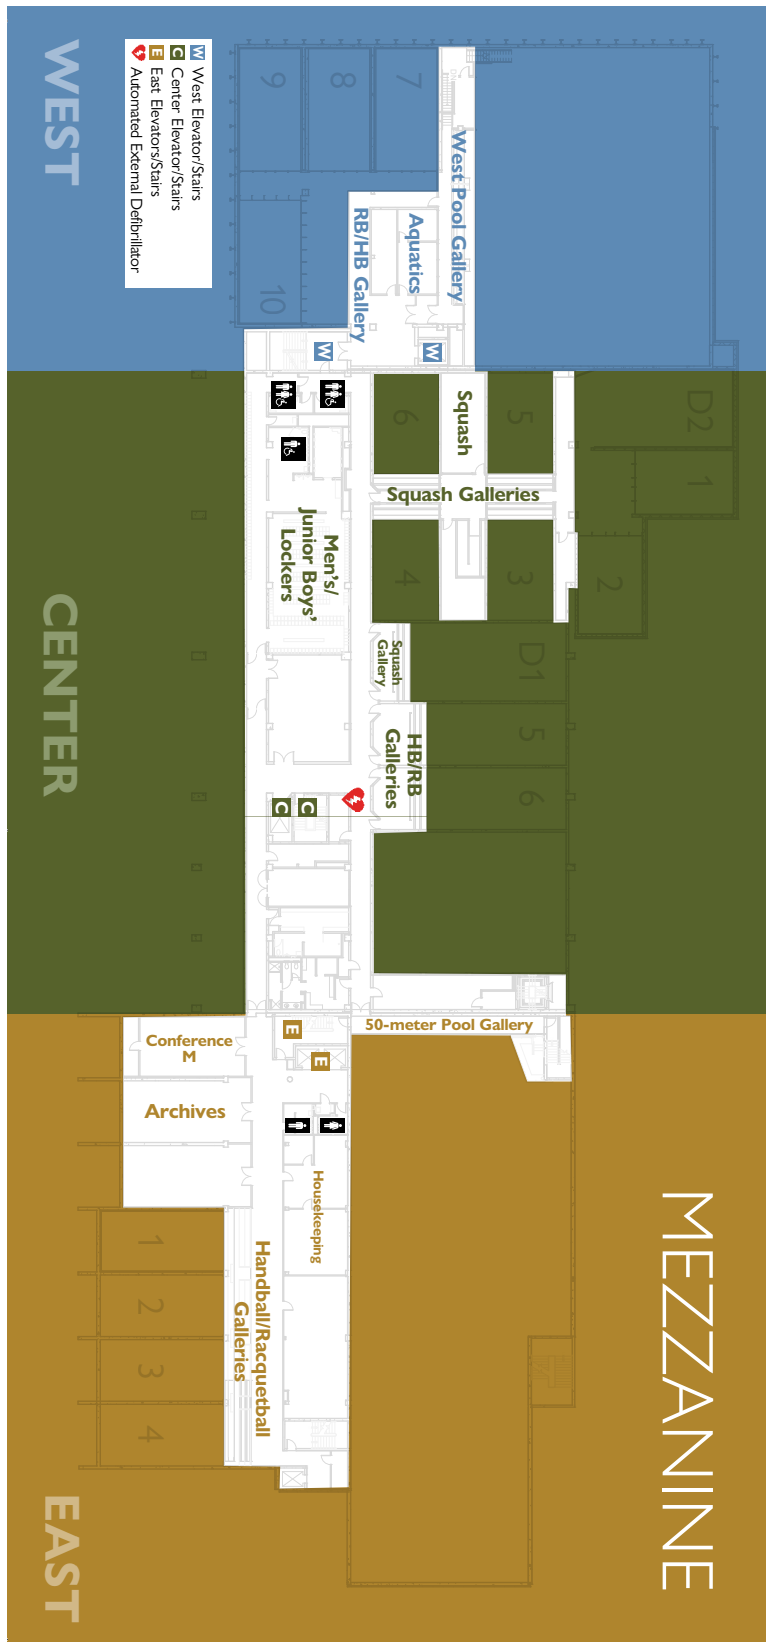 WEST
W West Elevator/Stairs
C Center Elevator/Stairs
E East Elevators/Stairs
Automated External Defibrillator
9
8
7
10
West Pool Gallery
Aquatics
RB/HB Gallery
W
W
CENTER
6
Squash
5
D2
1
Squash Galleries
Men's/
Junior Boys'
Lockers
4
3
2
Squash
Gallery
D1
HB/RB
Galleries
5
6
C
C
E
50-meter Pool Gallery
Conference
M
E
Archives
Housekeeping
Handball/Racquetball
Galleries
1
2
3
4
MEZZANINE
EAST